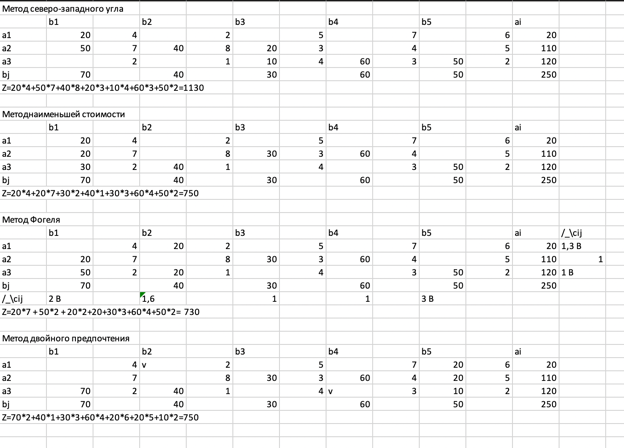 Метод северо-западного угла
b1 b2 b3 b4 b5 ai
a1 20 4 2 5 7 6 20
a2 50 7 40 8 20 3 4 5 110
a3 2 1 10 4 60 3 50 2 120
bj 70 40 30 60 50 250
Z=20*4+50*7+40*8+20*3+10*4+60*3+50*2=1130
Методнаименьшей стоимости
b1 b2 b3 b4 b5 ai
a1 20 4 2 5 7 6 20
a2 20 7 8 30 3 60 4 5 110
a3 30 2 40 1 4 3 50 2 120
bj 70 40 30 60 50 250
Z=20*4+20*7+30*2+40*1+30*3+60*4+50*2=750
Метод Фогеля
b1 b2 b3 b4 b5 ai /_\cij
a1 4 20 2 5 7 6 20 1,3 В
a2 20 7 8 30 3 60 4 5 110 1
a3 50 2 20 1 4 3 50 2 120 1 В
bj 70 40 30 60 50 250
/_\cij 2 В 1,6 1 1 3 В
Z=20*7 + 50*2 + 20*2+20+30*3+60*4+50*2= 730
Метод двойного предпочтения
b1 b2 b3 b4 b5 ai
a1 4 v 2 5 7 20 6 20
a2 7 8 30 3 60 4 20 5 110
a3 70 2 40 1 4 v 3 10 2 120
bj 70 40 30 60 50 250
Z=70*2+40*1+30*3+60*4+20*6+20*5+10*2=750